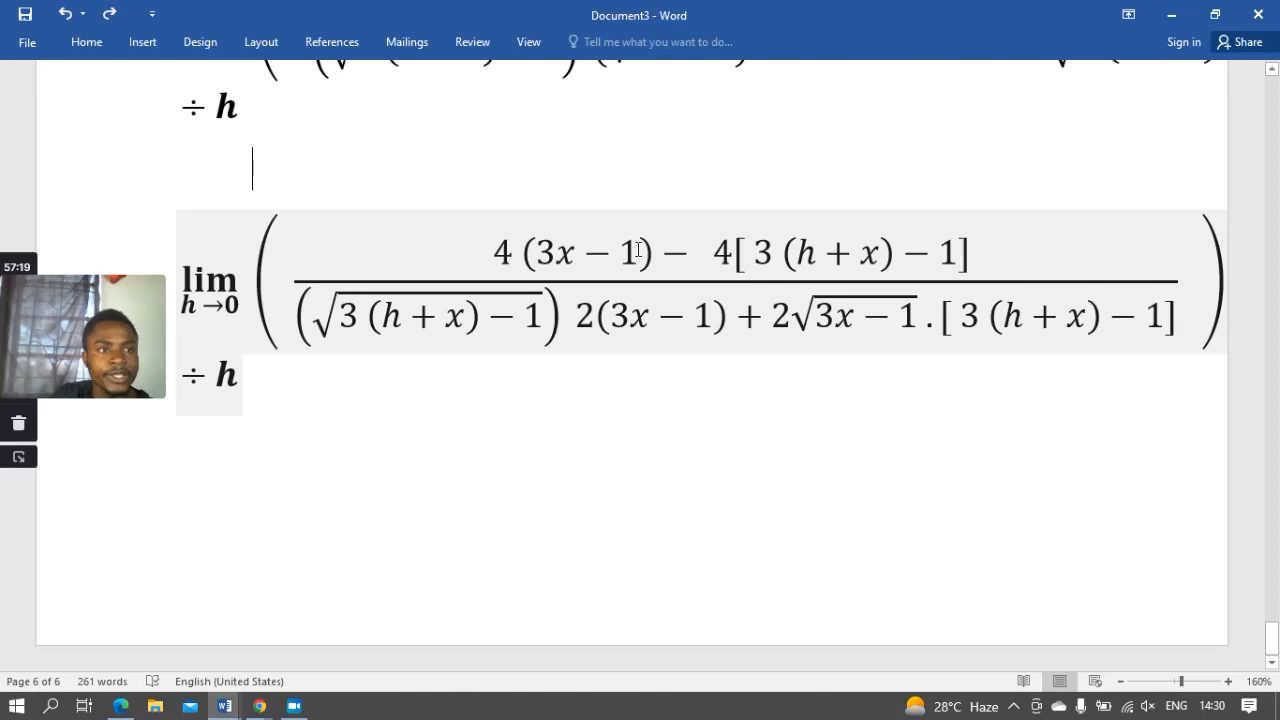 Document3 - Word
File Home Insert Design Layout References Mailings Review View Tell me what you want to do... Sign in Share
÷ h
lim h→0 ( 4 (3x − 1) − 4[ 3 (h + x) − 1] / (√3 (h + x) − 1) 2(3x − 1) + 2√3x − 1 . [ 3 (h + x) − 1] )
÷ h
57:19
Page 6 of 6 261 words English (United States) 160%
28°C Haze ENG 14:30